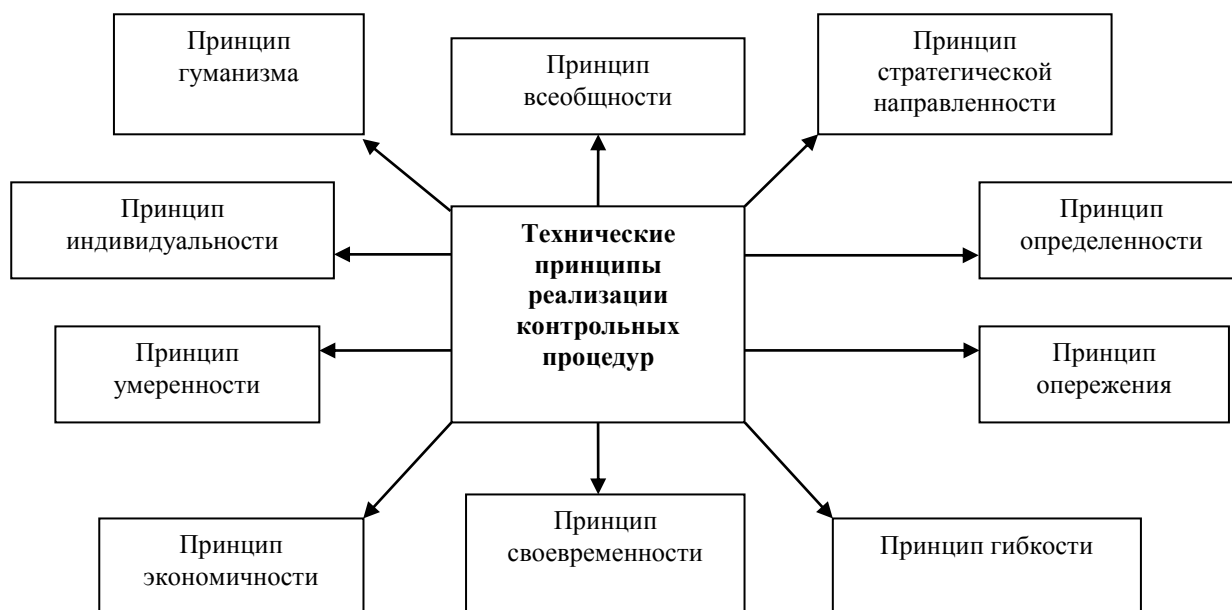 Принцип
гуманизма
Принцип
всеобщности
Принцип
стратегической
направленности
Принцип
индивидуальности
Технические
принципы
реализации
контрольных
процедур
Принцип
определенности
Принцип
умеренности
Принцип
опережения
Принцип
экономичности
Принцип
своевременности
Принцип гибкости